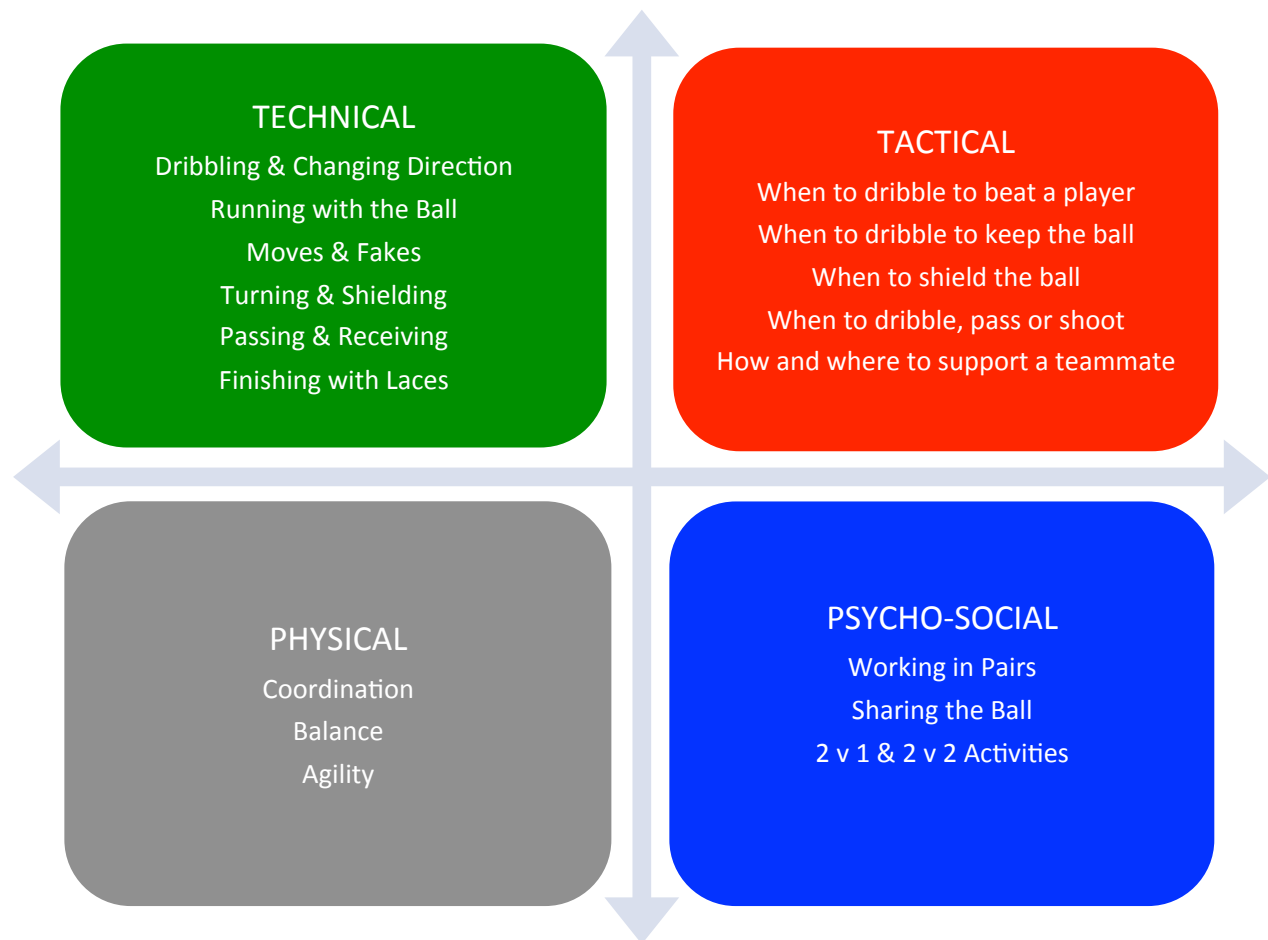 TECHNICAL
Dribbling & Changing Direction
Running with the Ball
Moves & Fakes
Turning & Shielding
Passing & Receiving
Finishing with Laces
TACTICAL
When to dribble to beat a player
When to dribble to keep the ball
When to shield the ball
When to dribble, pass or shoot
How and where to support a teammate
PHYSICAL
Coordination
Balance
Agility
PSYCHO-SOCIAL
Working in Pairs
Sharing the Ball
2 v 1 & 2 v 2 Activities